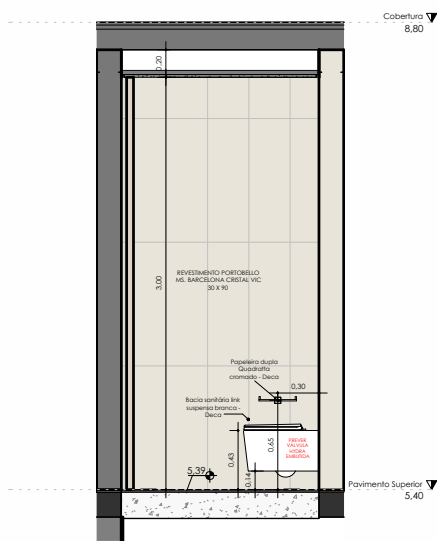 Cobertura
8,80
0,20
3,00
REVESTIMENTO PORTOBELLO
MS. BARCELONA CRISTAL VIC
30 X 90
Papeleira dupla
Quadratta
cromado - Deca
0,30
Bacia sanitária link
suspensa branca -
Deca
PREVER
VÁLVULA
HYDRA
EMBUTIDA
0,65
0,43
0,14
5,39
Pavimento Superior
5,40